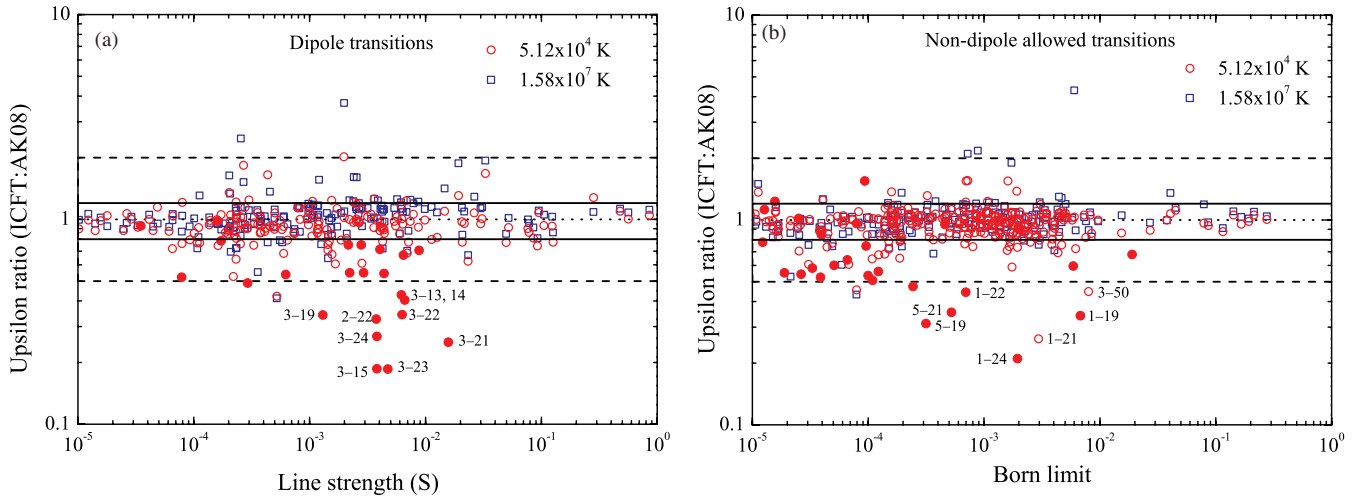 (a)
Dipole transitions
5.12x10⁴ K
1.58x10⁷ K
Upsilon ratio (ICFT:AK08)
10
1
0.1
3–13, 14
3–19
2–22
3–22
3–24
3–21
3–15
3–23
10⁻⁵
10⁻⁴
10⁻³
10⁻²
10⁻¹
10⁰
Line strength (S)
(b)
Non-dipole allowed transitions
5.12x10⁴ K
1.58x10⁷ K
Upsilon ratio (ICFT:AK08)
10
1
0.1
1–22
3–50
5–21
5–19
1–19
1–21
1–24
10⁻⁵
10⁻⁴
10⁻³
10⁻²
10⁻¹
10⁰
Born limit